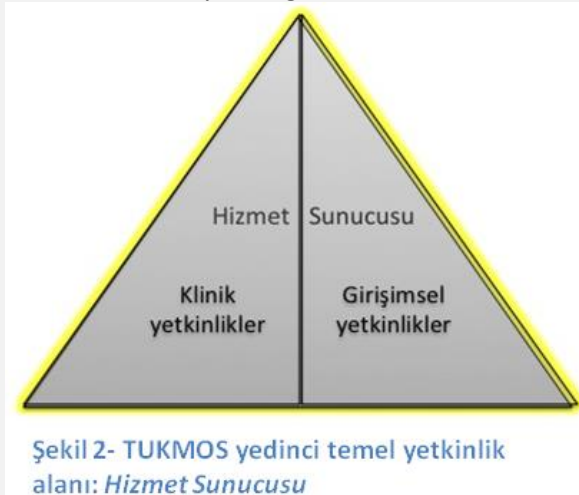 Hizmet Sunucusu
Klinik yetkinlikler
Girişimsel yetkinlikler
Şekil 2- TUKMOS yedinci temel yetkinlik
alanı: Hizmet Sunucusu